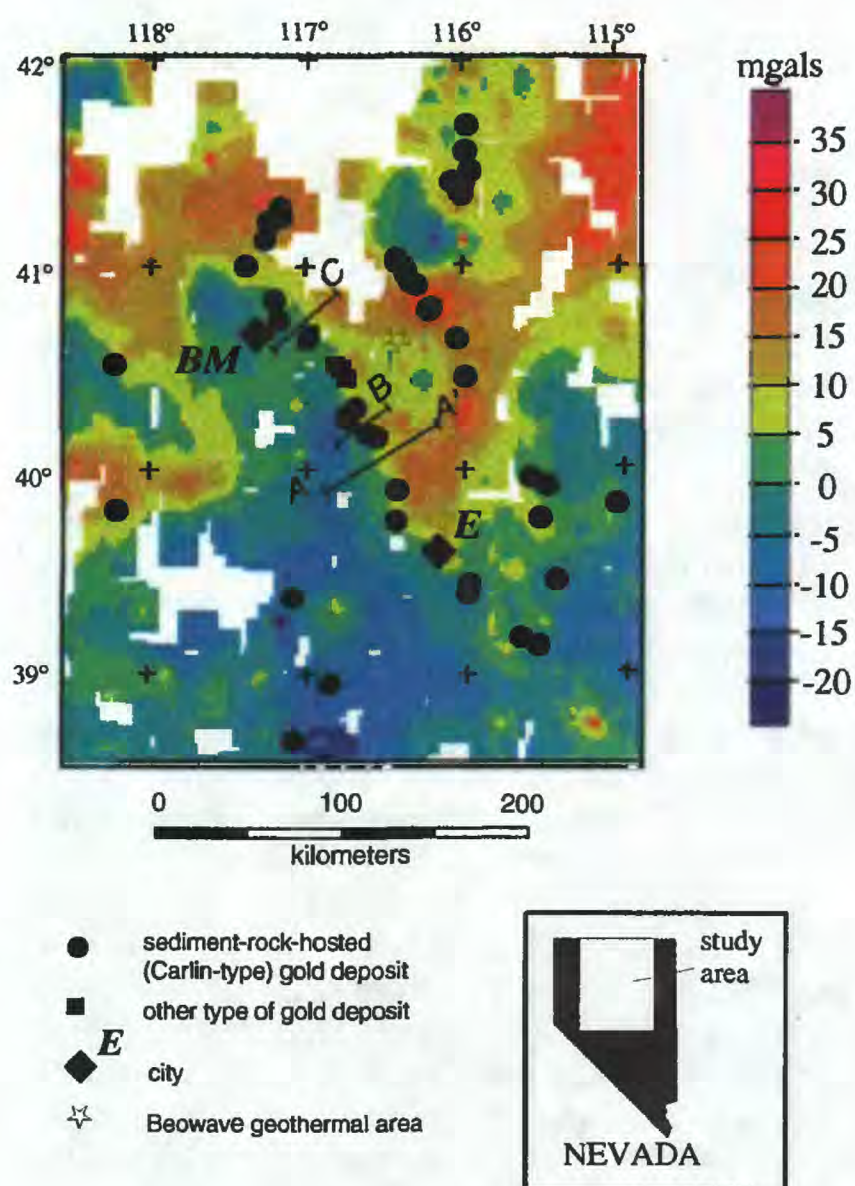 118° 117° 116° 115°
42°
41°
40°
39°
mgals
35
30
25
20
15
10
5
0
-5
-10
-15
-20
C
BM
B
A'
A
E
0 100 200
kilometers
sediment-rock-hosted
(Carlin-type) gold deposit
other type of gold deposit
E
city
Beowave geothermal area
study
area
NEVADA